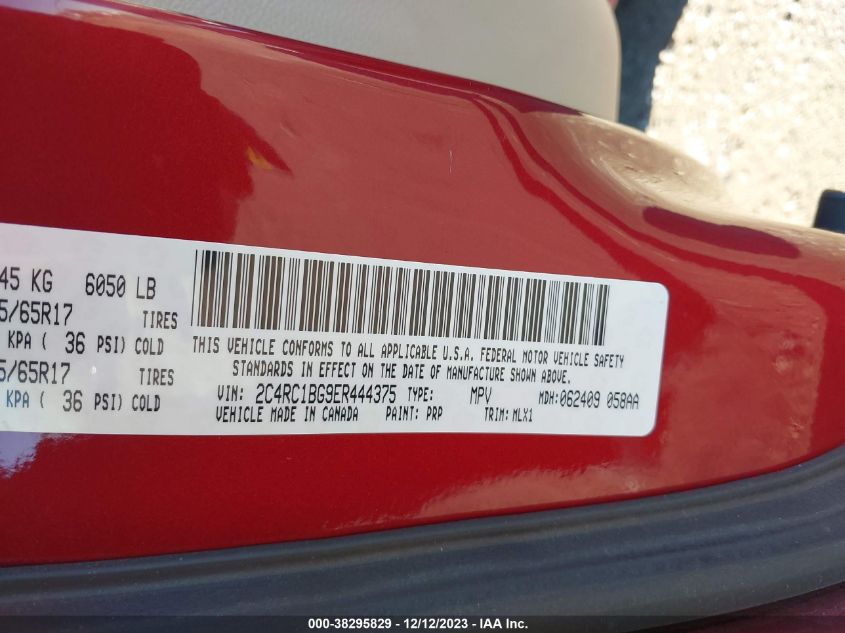 45 KG 6050 LB
5/65R17 TIRES
KPA ( 36 PSI) COLD
5/65R17 TIRES
KPA ( 36 PSI) COLD
THIS VEHICLE CONFORMS TO ALL APPLICABLE U.S.A. FEDERAL MOTOR VEHICLE SAFETY
STANDARDS IN EFFECT ON THE DATE OF MANUFACTURE SHOWN ABOVE.
VIN: 2C4RC1BG9ER444375 TYPE: MPV MDH:062409 058AA
VEHICLE MADE IN CANADA PAINT: PRP TRIM: MLX1
000-38295829 - 12/12/2023 - IAA Inc.